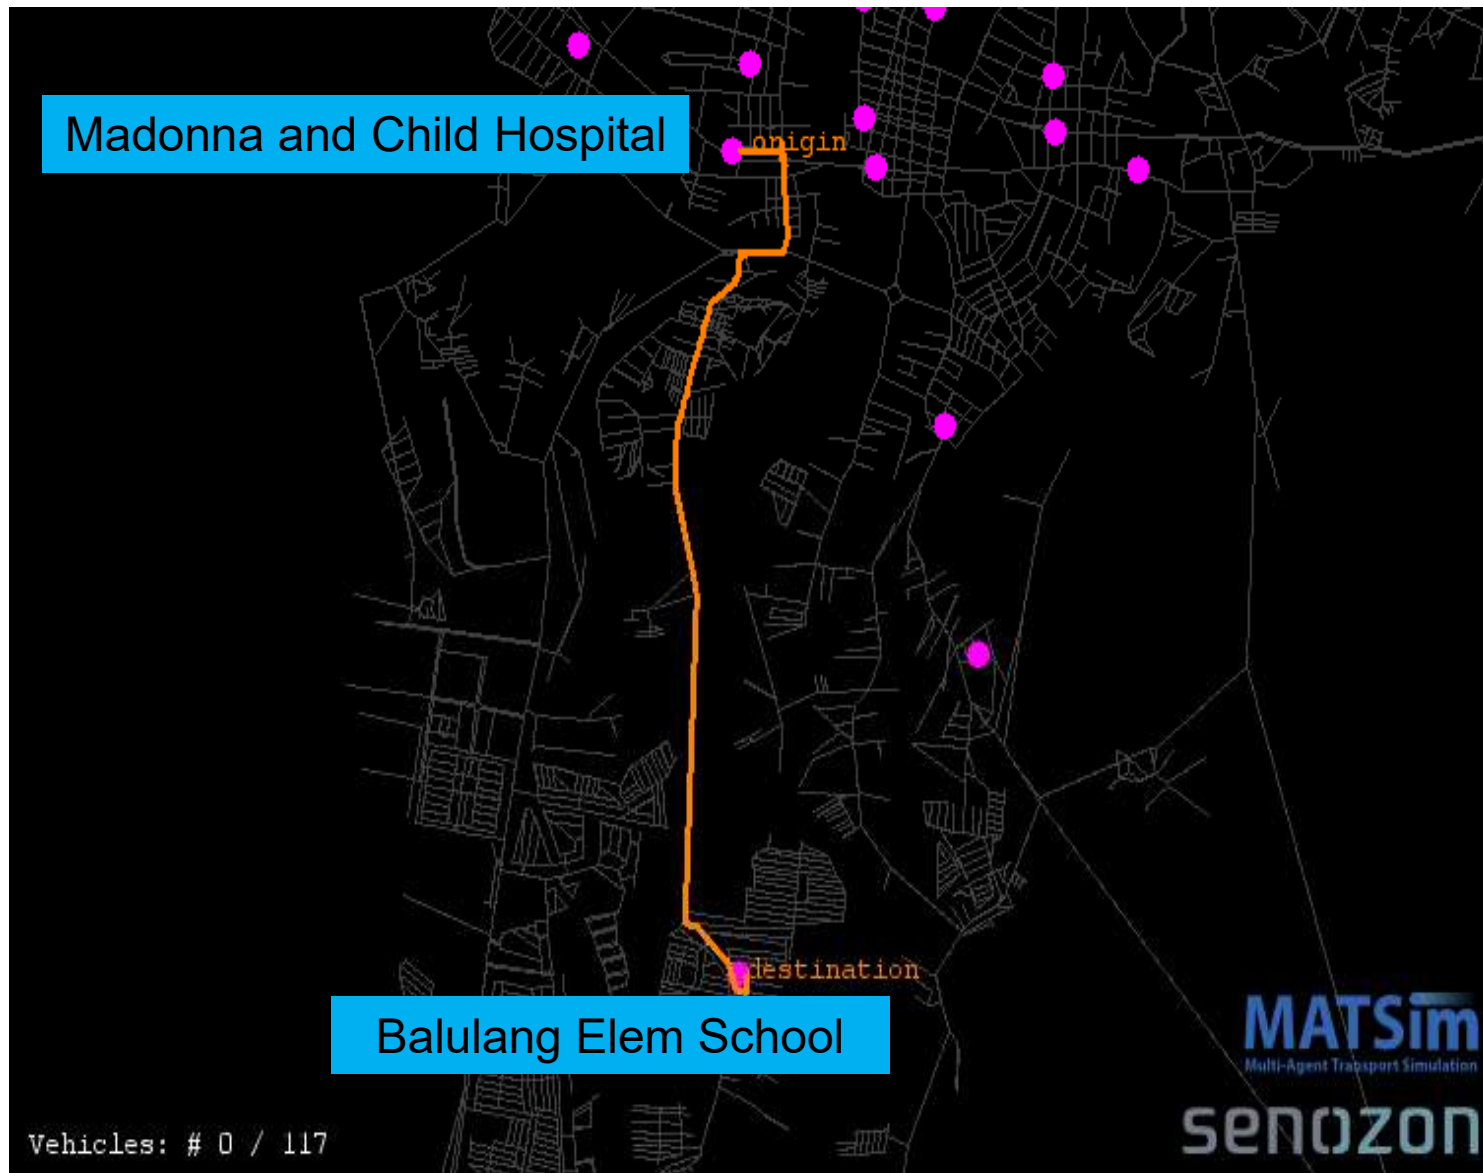 Madonna and Child Hospital
origin
destination
Balulang Elem School
MATSim
Multi-Agent Transport Simulation
senozon
Vehicles: # 0 / 117